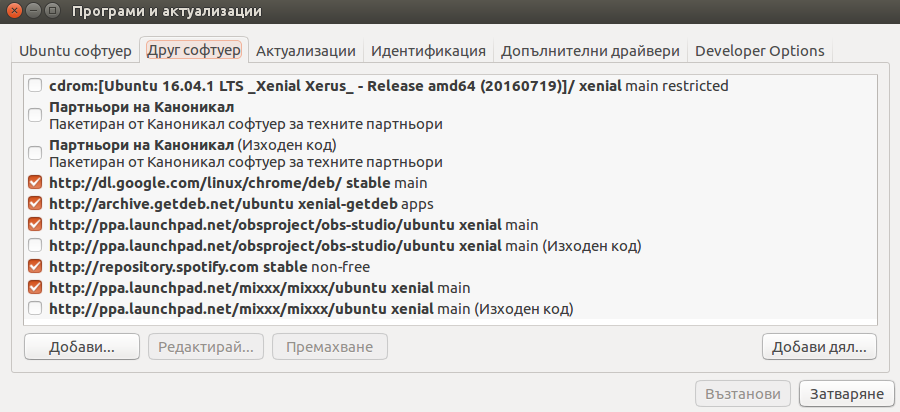 Програми и актуализации
Ubuntu софтуер Друг софтуер Актуализации Идентификация Допълнителни драйвери Developer Options
cdrom:[Ubuntu 16.04.1 LTS _Xenial Xerus_ - Release amd64 (20160719)]/ xenial main restricted
Партньори на Каноникал
Пакетиран от Каноникал софтуер за техните партньори
Партньори на Каноникал (Изходен код)
Пакетиран от Каноникал софтуер за техните партньори
http://dl.google.com/linux/chrome/deb/ stable main
http://archive.getdeb.net/ubuntu xenial-getdeb apps
http://ppa.launchpad.net/obsproject/obs-studio/ubuntu xenial main
http://ppa.launchpad.net/obsproject/obs-studio/ubuntu xenial main (Изходен код)
http://repository.spotify.com stable non-free
http://ppa.launchpad.net/mixxx/mixxx/ubuntu xenial main
http://ppa.launchpad.net/mixxx/mixxx/ubuntu xenial main (Изходен код)
Добави... Редактирай... Премахване Добави дял...
Възтанови Затваряне